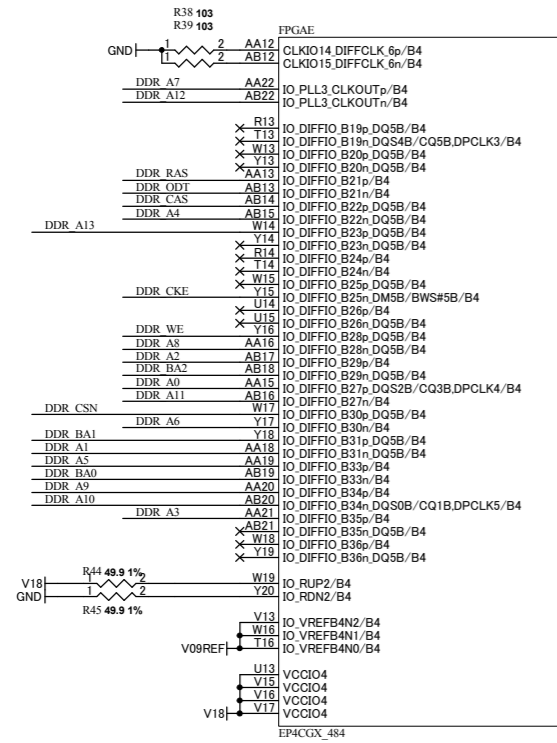 R38 103
R39 103
FPGAE
GND 1 2 AA12 CLKIO14_DIFFCLK_6p/B4
1 2 AB12 CLKIO15_DIFFCLK_6n/B4
DDR_A7 AA22 IO_PLL3_CLKOUTp/B4
DDR_A12 AB22 IO_PLL3_CLKOUTn/B4
R13 IO_DIFFIO_B19p_DQ5B/B4
T13 IO_DIFFIO_B19n_DQS4B/CQ5B,DPCLK3/B4
W13 IO_DIFFIO_B20p_DQ5B/B4
Y13 IO_DIFFIO_B20n_DQ5B/B4
DDR_RAS AA13 IO_DIFFIO_B21p/B4
DDR_ODT AB13 IO_DIFFIO_B21n/B4
DDR_CAS AB14 IO_DIFFIO_B22p_DQ5B/B4
DDR_A4 AB15 IO_DIFFIO_B22n_DQ5B/B4
DDR_A13 W14 IO_DIFFIO_B23p_DQ5B/B4
Y14 IO_DIFFIO_B23n_DQ5B/B4
R14 IO_DIFFIO_B24p/B4
T14 IO_DIFFIO_B24n/B4
W15 IO_DIFFIO_B25p_DQ5B/B4
DDR_CKE Y15 IO_DIFFIO_B25n_DM5B/BWS#5B/B4
U14 IO_DIFFIO_B26p/B4
U15 IO_DIFFIO_B26n_DQ5B/B4
DDR_WE Y16 IO_DIFFIO_B28p_DQ5B/B4
DDR_A8 AA16 IO_DIFFIO_B28n_DQ5B/B4
DDR_A2 AB17 IO_DIFFIO_B29p/B4
DDR_BA2 AB18 IO_DIFFIO_B29n_DQ5B/B4
DDR_A0 AA15 IO_DIFFIO_B27p_DQS2B/CQ3B,DPCLK4/B4
DDR_A11 AB16 IO_DIFFIO_B27n/B4
DDR_CSN W17 IO_DIFFIO_B30p_DQ5B/B4
DDR_A6 Y17 IO_DIFFIO_B30n/B4
DDR_BA1 Y18 IO_DIFFIO_B31p_DQ5B/B4
DDR_A1 AA18 IO_DIFFIO_B31n_DQ5B/B4
DDR_A5 AA19 IO_DIFFIO_B33p/B4
DDR_BA0 AB19 IO_DIFFIO_B33n/B4
DDR_A9 AA20 IO_DIFFIO_B34p/B4
DDR_A10 AB20 IO_DIFFIO_B34n_DQS0B/CQ1B,DPCLK5/B4
DDR_A3 AA21 IO_DIFFIO_B35p/B4
AB21 IO_DIFFIO_B35n_DQ5B/B4
W18 IO_DIFFIO_B36p/B4
Y19 IO_DIFFIO_B36n_DQ5B/B4
R44 49.9 1%
V18 1 2 W19 IO_RUP2/B4
GND 1 2 Y20 IO_RDN2/B4
R45 49.9 1%
V13 IO_VREFB4N2/B4
W16 IO_VREFB4N1/B4
V09REF T16 IO_VREFB4N0/B4
U13 VCCIO4
V15 VCCIO4
V16 VCCIO4
V18 V17 VCCIO4
EP4CGX_484